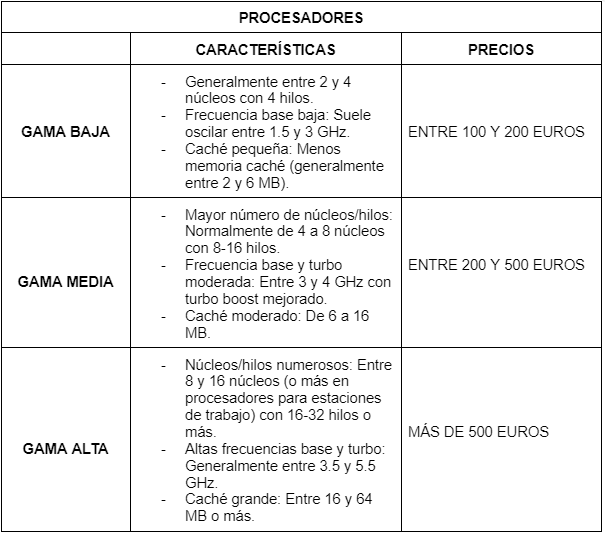 PROCESADORES
CARACTERÍSTICAS
PRECIOS
GAMA BAJA
- Generalmente entre 2 y 4
núcleos con 4 hilos.
- Frecuencia base baja: Suele
oscilar entre 1.5 y 3 GHz.
- Caché pequeña: Menos
memoria caché (generalmente
entre 2 y 6 MB).
ENTRE 100 Y 200 EUROS
GAMA MEDIA
- Mayor número de núcleos/hilos:
Normalmente de 4 a 8 núcleos
con 8-16 hilos.
- Frecuencia base y turbo
moderada: Entre 3 y 4 GHz con
turbo boost mejorado.
- Caché moderado: De 6 a 16
MB.
ENTRE 200 Y 500 EUROS
GAMA ALTA
- Núcleos/hilos numerosos: Entre
8 y 16 núcleos (o más en
procesadores para estaciones
de trabajo) con 16-32 hilos o
más.
- Altas frecuencias base y turbo:
Generalmente entre 3.5 y 5.5
GHz.
- Caché grande: Entre 16 y 64
MB o más.
MÁS DE 500 EUROS